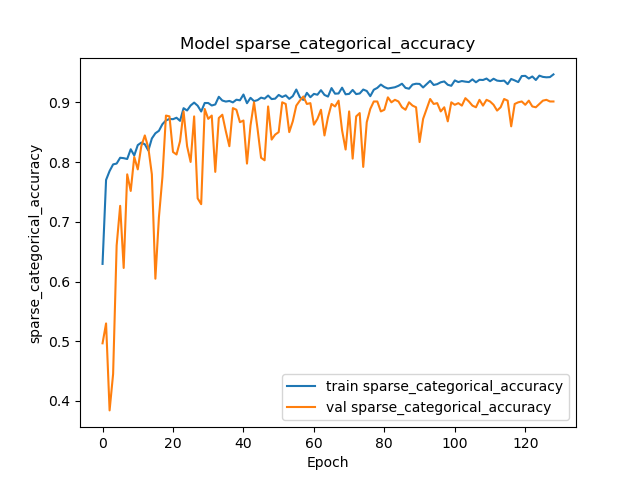 Model sparse_categorical_accuracy
sparse_categorical_accuracy
0.9
0.8
0.7
0.6
0.5
0.4
train sparse_categorical_accuracy
val sparse_categorical_accuracy
0 20 40 60 80 100 120
Epoch